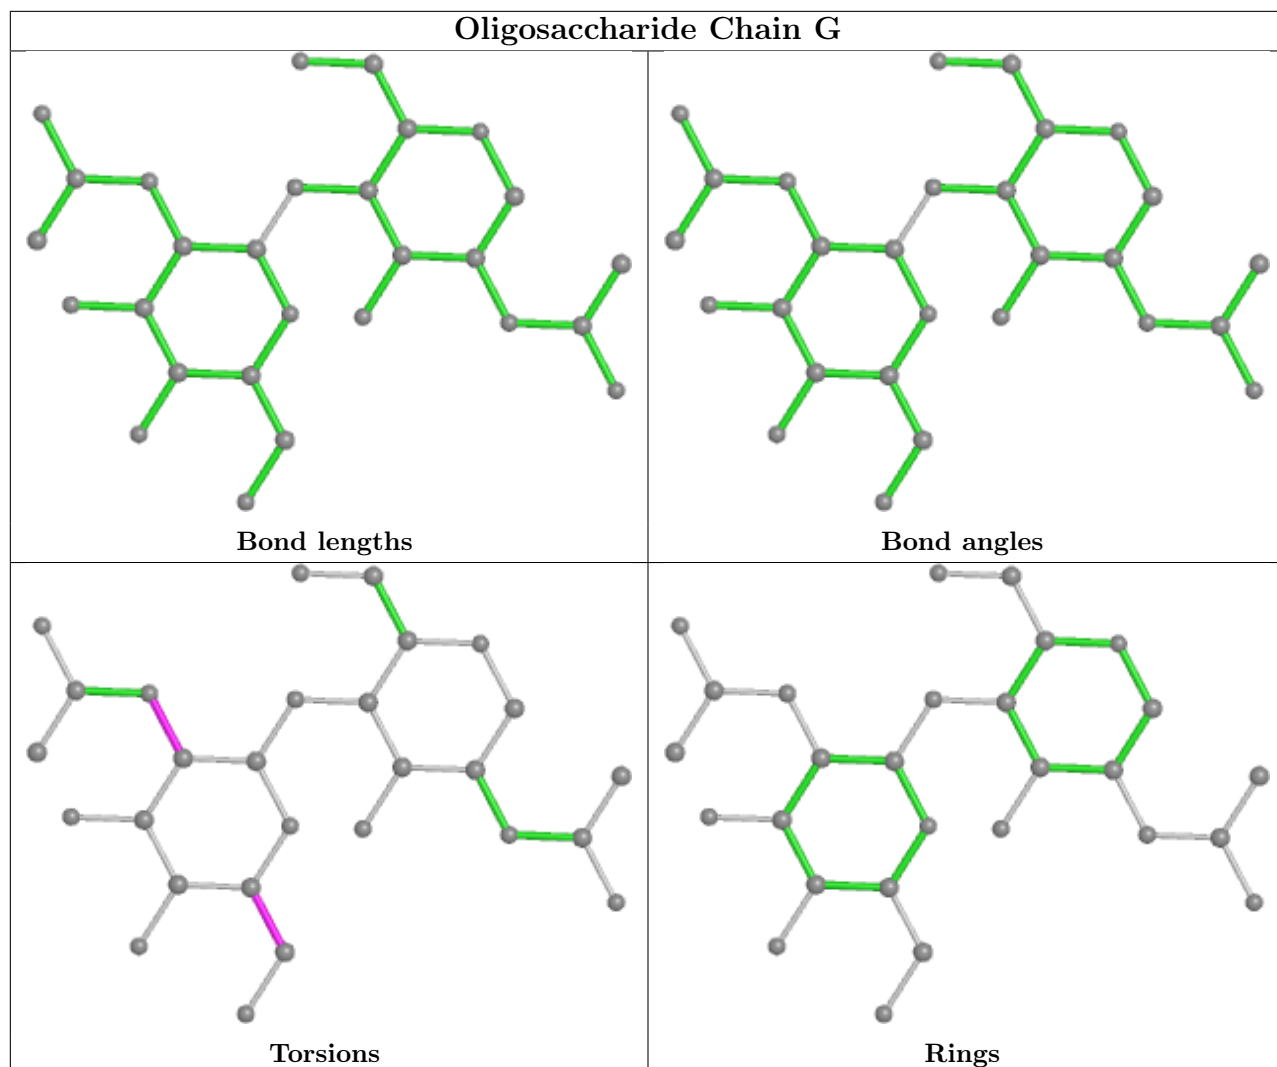 Oligosaccharide Chain G
Bond lengths
Bond angles
Torsions
Rings